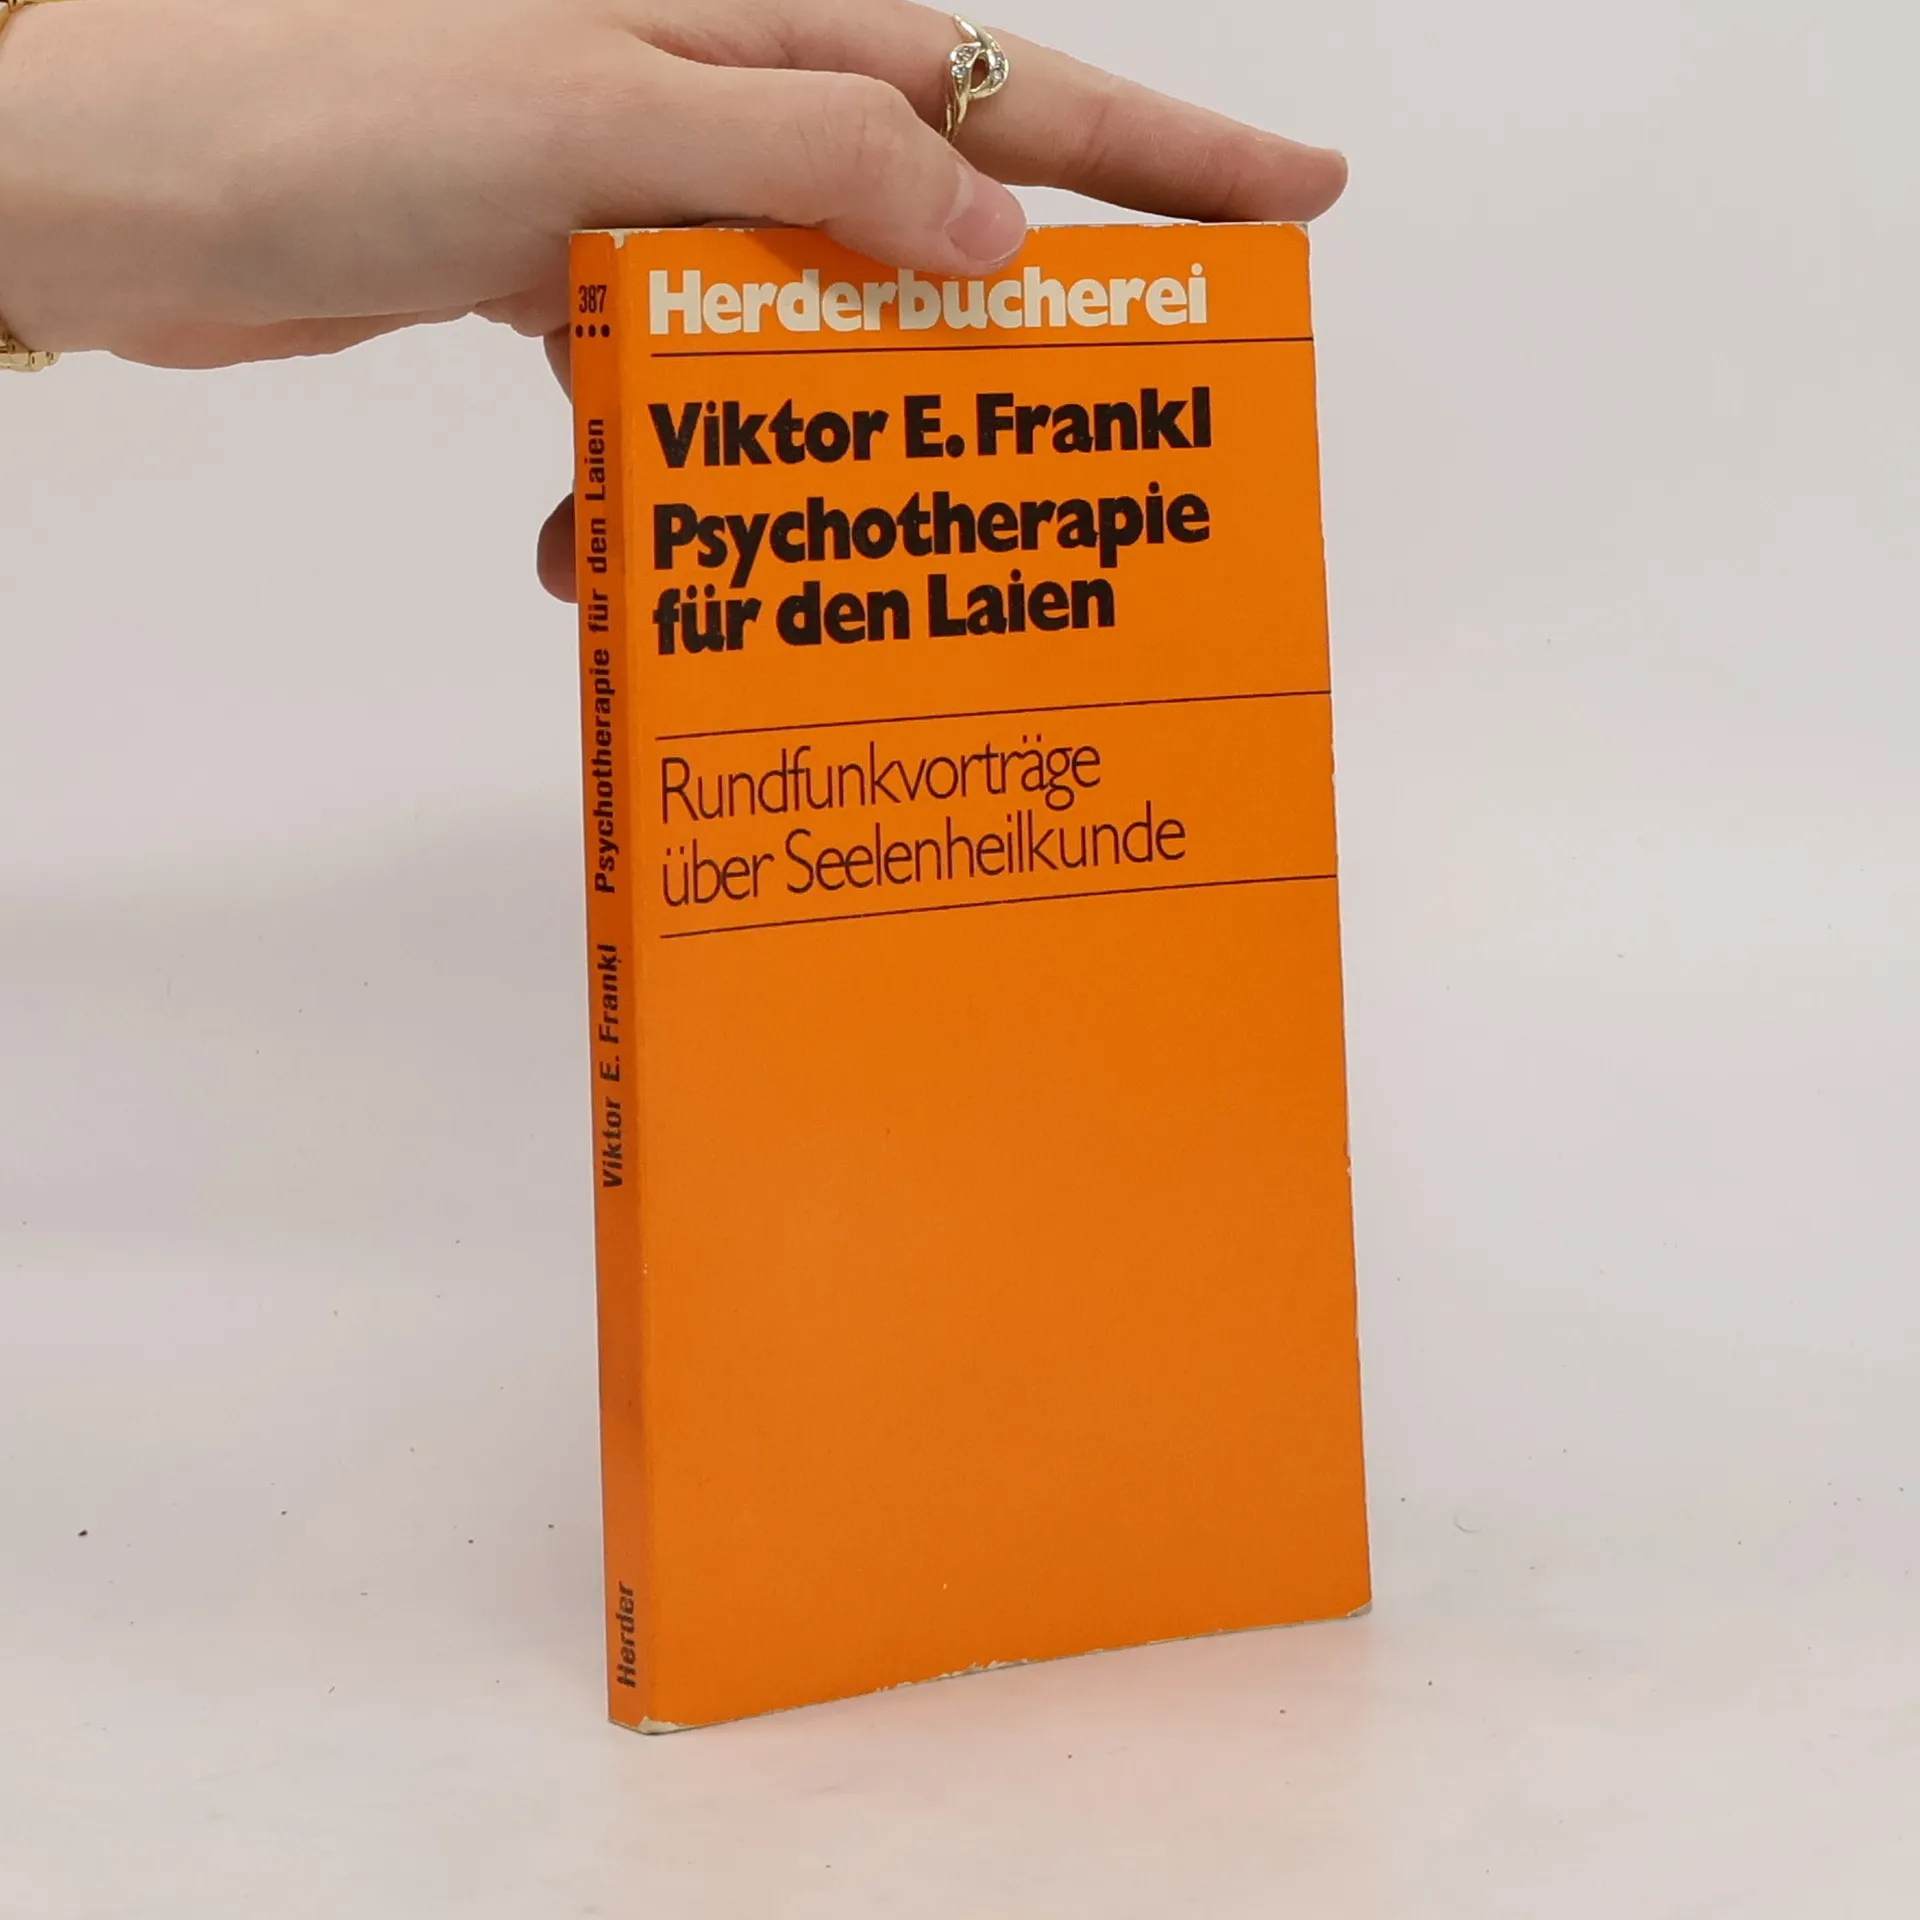 Herderbücherei
Viktor E. Frankl
Psychotherapie
für den Laien
Rundfunkvorträge
über Seelenheilkunde
387
Viktor E. Frankl Psychotherapie für den Laien
Herder